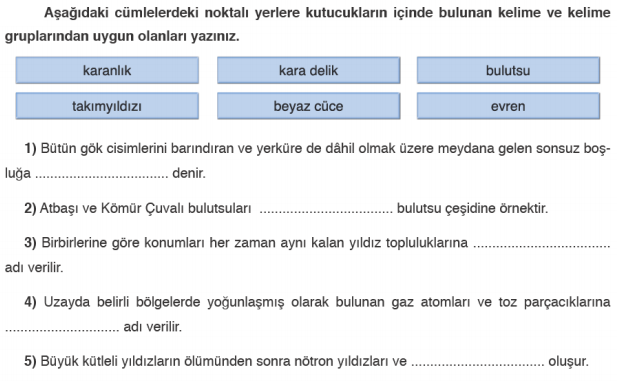 Aşağıdaki cümlelerdeki noktalı yerlere kutucukların içinde bulunan kelime ve kelime
gruplarından uygun olanları yazınız.
karanlık kara delik bulutsu
takımyıldızı beyaz cüce evren
1) Bütün gök cisimlerini barındıran ve yerküre de dâhil olmak üzere meydana gelen sonsuz boş-
luğa .................................. denir.
2) Atbaşı ve Kömür Çuvalı bulutsuları .................................. bulutsu çeşidine örnektir.
3) Birbirlerine göre konumları her zaman aynı kalan yıldız topluluklarına ...................................
adı verilir.
4) Uzayda belirli bölgelerde yoğunlaşmış olarak bulunan gaz atomları ve toz parçacıklarına
............................. adı verilir.
5) Büyük kütleli yıldızların ölümünden sonra nötron yıldızları ve .................................. oluşur.